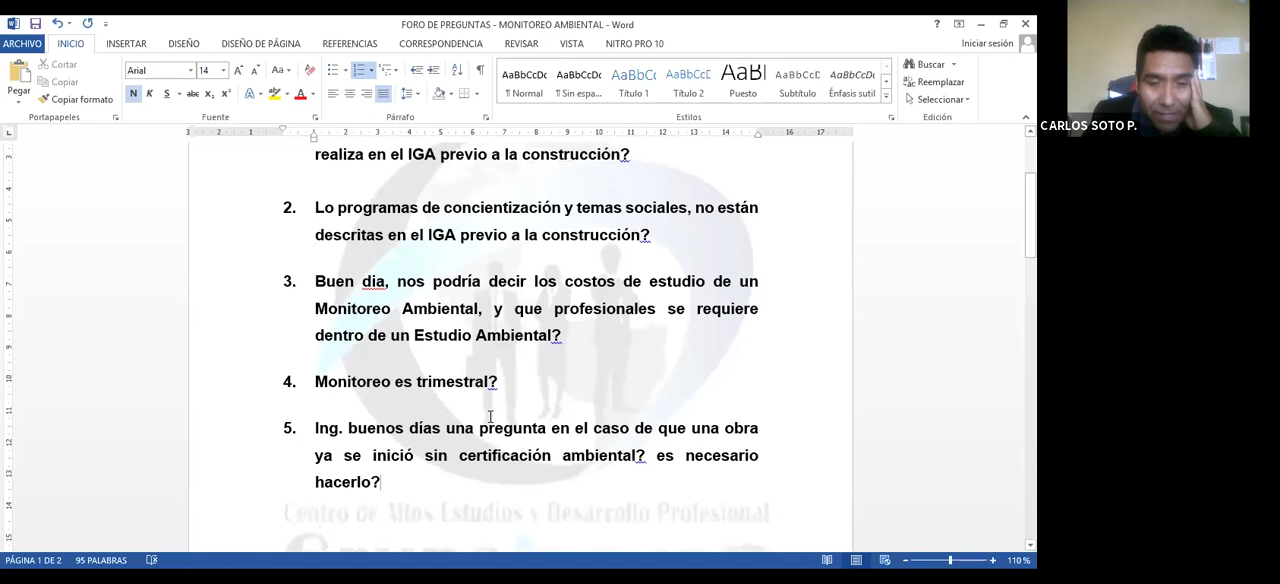 FORO DE PREGUNTAS - MONITOREO AMBIENTAL - Word
ARCHIVO INICIO INSERTAR DISEÑO DISEÑO DE PÁGINA REFERENCIAS CORRESPONDENCIA REVISAR VISTA NITRO PRO 10 Iniciar sesión
Pegar
Cortar
Copiar
Copiar formato
Portapapeles
Arial 14
Fuente
Párrafo
AaBbCcDc AaBbCcDc AaBbCc AaBbCcD AaB AaBbCcD AaBbCcDc
¶ Normal ¶ Sin espa... Título 1 Título 2 Puesto Subtítulo Énfasis sutil
Estilos
Buscar
Reemplazar
Seleccionar
Edición
CARLOS SOTO P.
realiza en el IGA previo a la construcción?
2. Lo programas de concientización y temas sociales, no están
descritas en el IGA previo a la construcción?
3. Buen dia, nos podría decir los costos de estudio de un
Monitoreo Ambiental, y que profesionales se requiere
dentro de un Estudio Ambiental?
4. Monitoreo es trimestral?
5. Ing. buenos días una pregunta en el caso de que una obra
ya se inició sin certificación ambiental? es necesario
hacerlo?
Centro de Altos Estudios y Desarrollo Profesional
PÁGINA 1 DE 2 95 PALABRAS 110 %